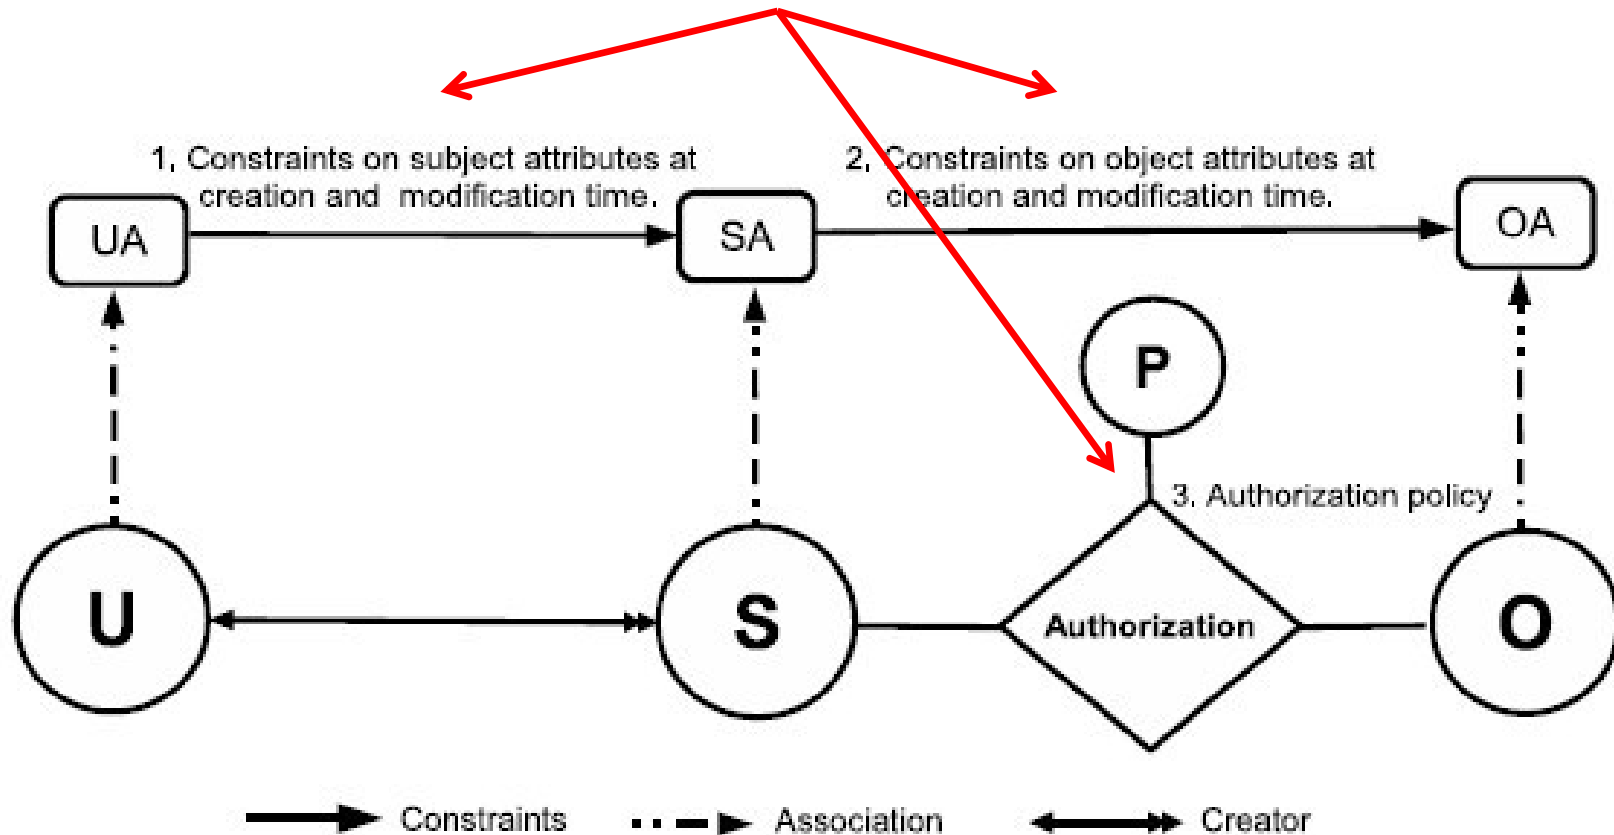 1. Constraints on subject attributes at
creation and modification time.
2. Constraints on object attributes at
creation and modification time.
UA
SA
OA
P
3. Authorization policy
U
S
Authorization
O
Constraints
Association
Creator